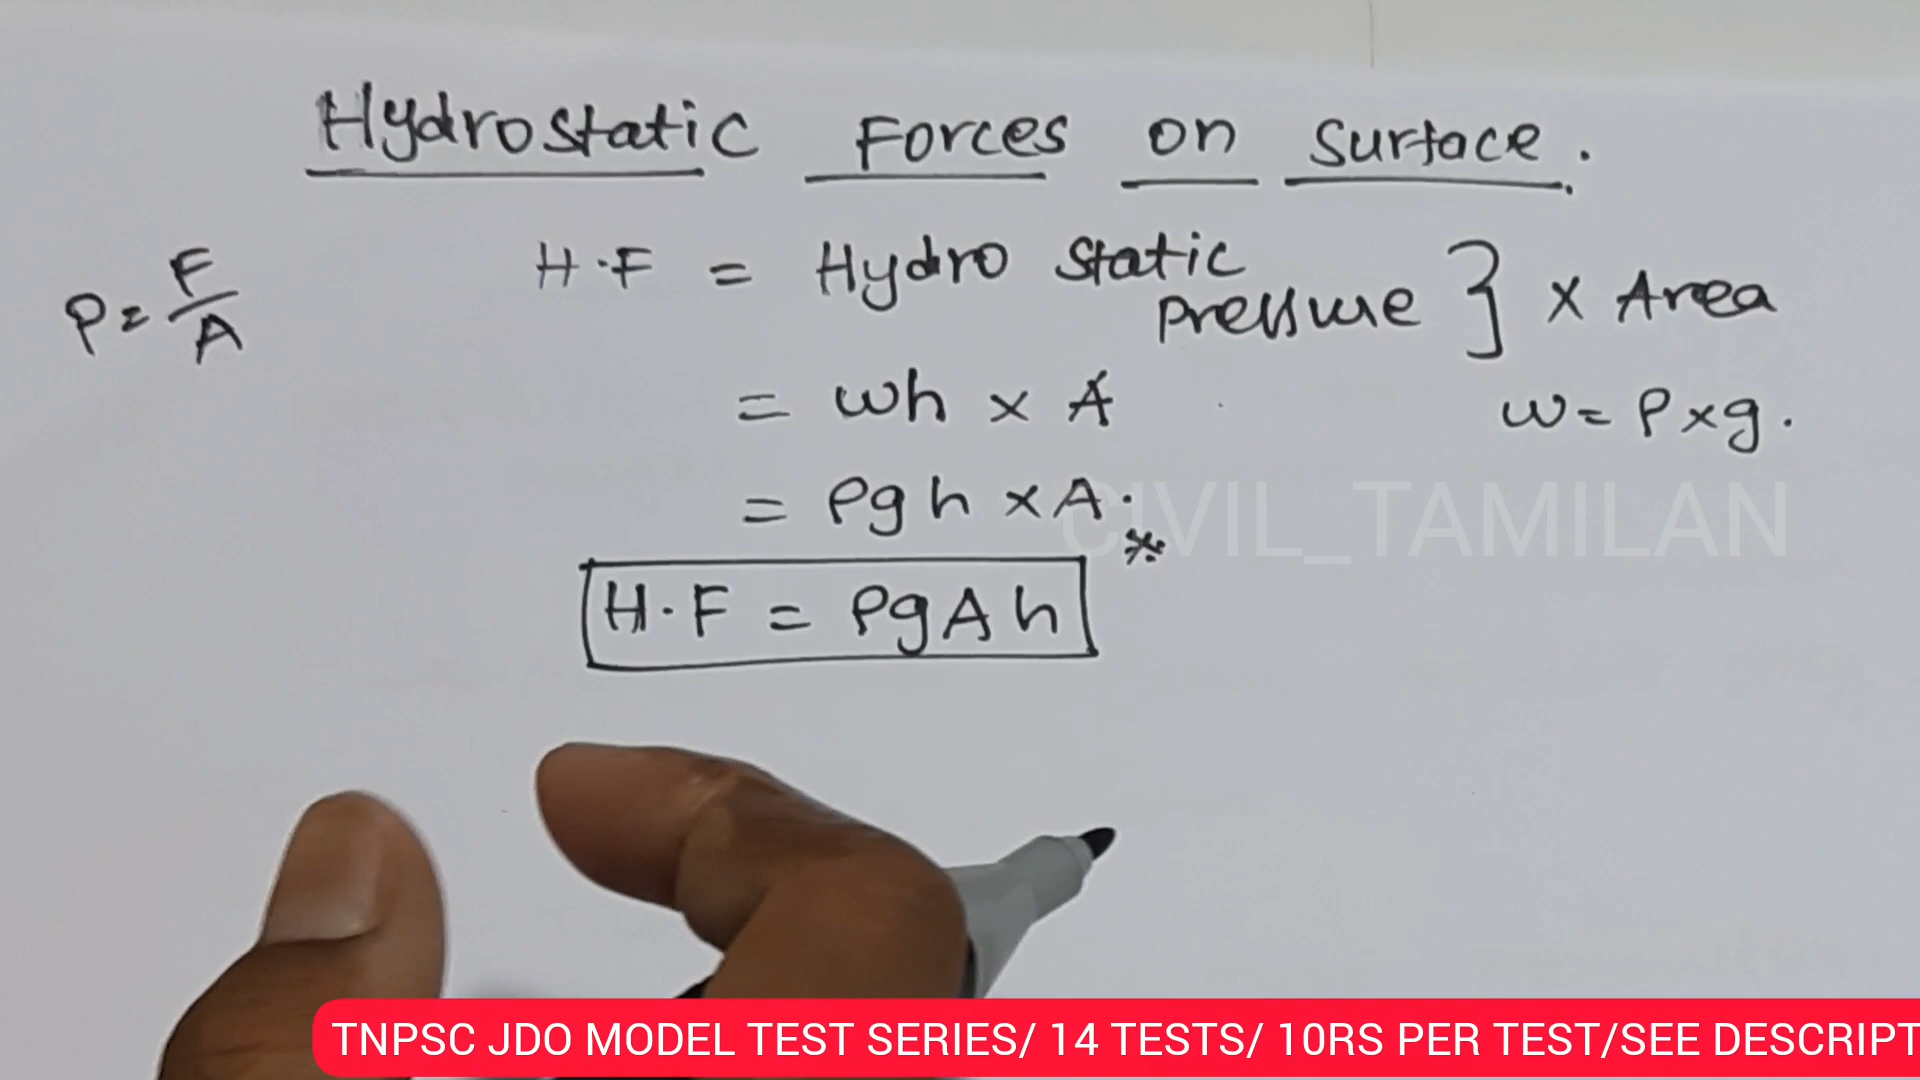 Hydrostatic Forces on Surface.
P = F/A
H.F = Hydro static pressure } × Area
= wh × A
w = ρ × g.
= ρgh × A.
CIVIL_TAMILAN
H.F = ρgAh
TNPSC JDO MODEL TEST SERIES/ 14 TESTS/ 10RS PER TEST/SEE DESCRIPT